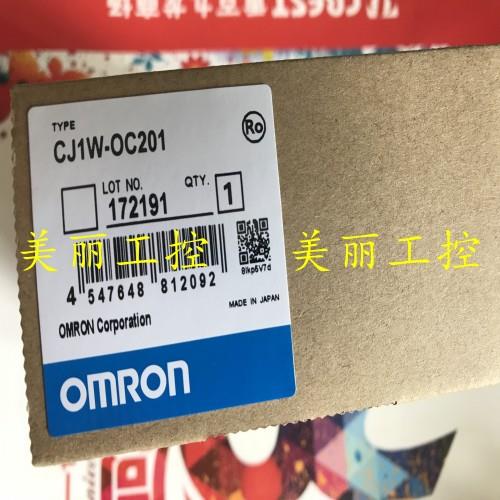 ZCBEST
TYPE
Ro
CJ1W-OC201
LOT NO.
QTY.
172191
1
美丽工控
美丽工控
4 547648 812092
8lkp5V7d
MADE IN JAPAN
OMRON Corporation
OMRON